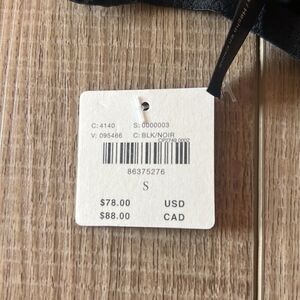 C: 4140 S: 0000003
V: 095466 C: BLK/NOIR
86375276
S
$78.00 USD
$88.00 CAD